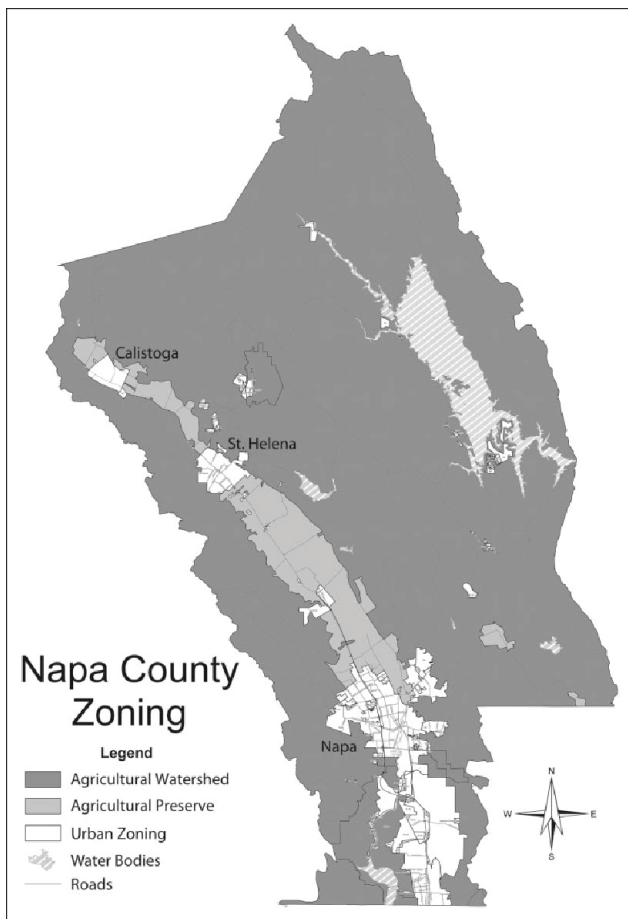 Calistoga
St. Helena
Napa County
Zoning
Napa
Legend
Agricultural Watershed
Agricultural Preserve
Urban Zoning
Water Bodies
Roads
N
W
E
S